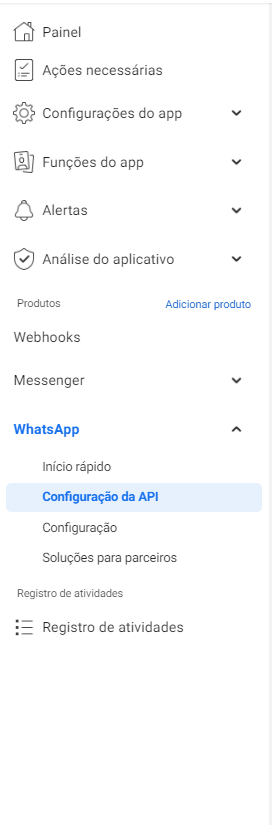 Painel
Ações necessárias
Configurações do app
Funções do app
Alertas
Análise do aplicativo
Produtos Adicionar produto
Webhooks
Messenger
WhatsApp
Início rápido
Configuração da API
Configuração
Soluções para parceiros
Registro de atividades
Registro de atividades